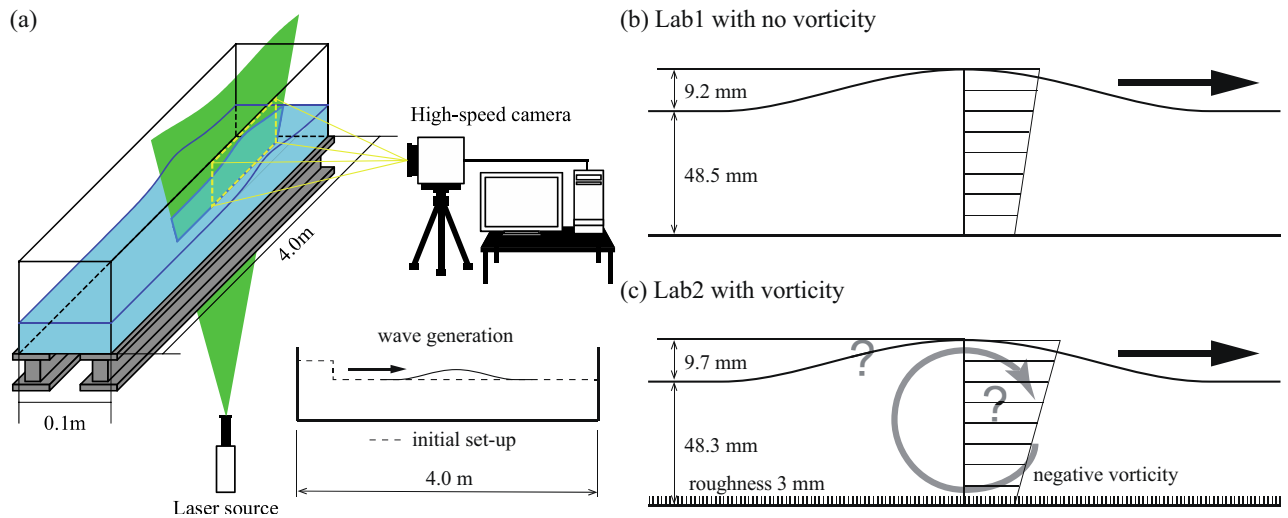 (a)
High-speed camera
4.0m
wave generation
0.1m
initial set-up
4.0 m
Laser source
(b) Lab1 with no vorticity
9.2 mm
48.5 mm
(c) Lab2 with vorticity
9.7 mm
?
?
48.3 mm
roughness 3 mm
negative vorticity